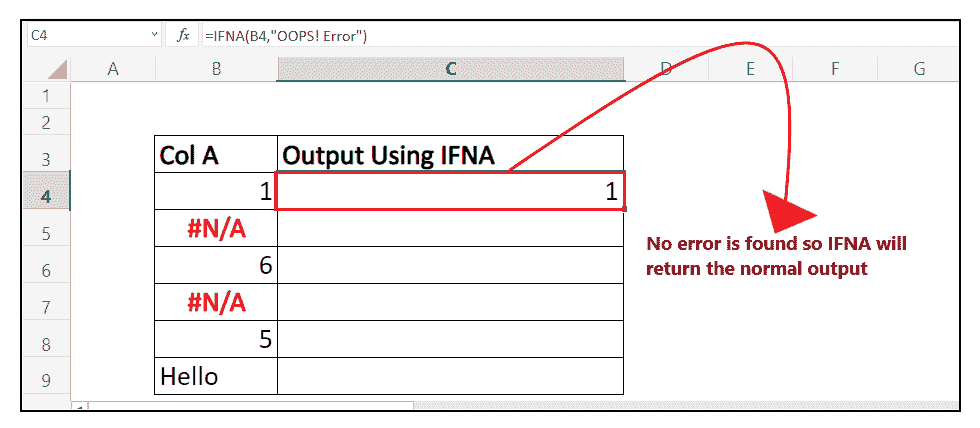 C4 fx =IFNA(B4,"OOPS! Error")
A B C D E F G
1
2
3 Col A Output Using IFNA
4 1 1
5 #N/A
No error is found so IFNA will
6 6
return the normal output
7 #N/A
8 5
9 Hello